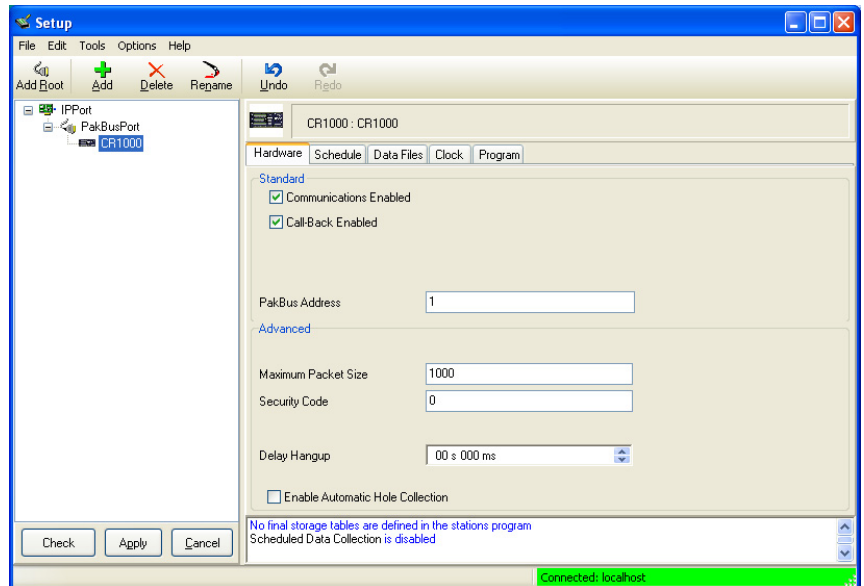 Setup
File Edit Tools Options Help
Add Root Add Delete Rename Undo Redo
IPPort
PakBusPort
CR1000
CR1000 : CR1000
Hardware Schedule Data Files Clock Program
Standard
Communications Enabled
Call-Back Enabled
PakBus Address 1
Advanced
Maximum Packet Size 1000
Security Code 0
Delay Hangup 00 s 000 ms
Enable Automatic Hole Collection
No final storage tables are defined in the stations program
Scheduled Data Collection is disabled
Check Apply Cancel
Connected: localhost